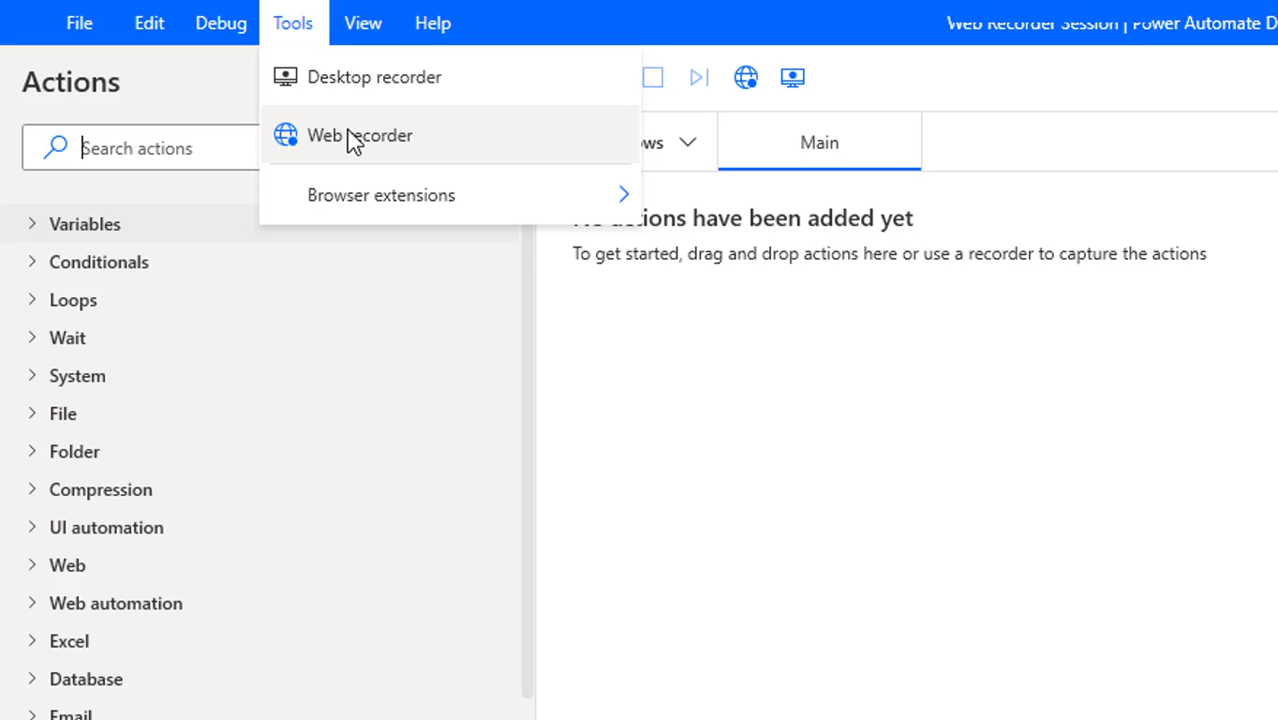 File Edit Debug Tools View Help
Web Recorder Session | Power Automate D
Actions
Desktop recorder
Search actions
Web recorder
Browser extensions
ws
Main
Variables
Conditionals
Loops
Wait
System
File
Folder
Compression
UI automation
Web
Web automation
Excel
Database
Email
No actions have been added yet
To get started, drag and drop actions here or use a recorder to capture the actions